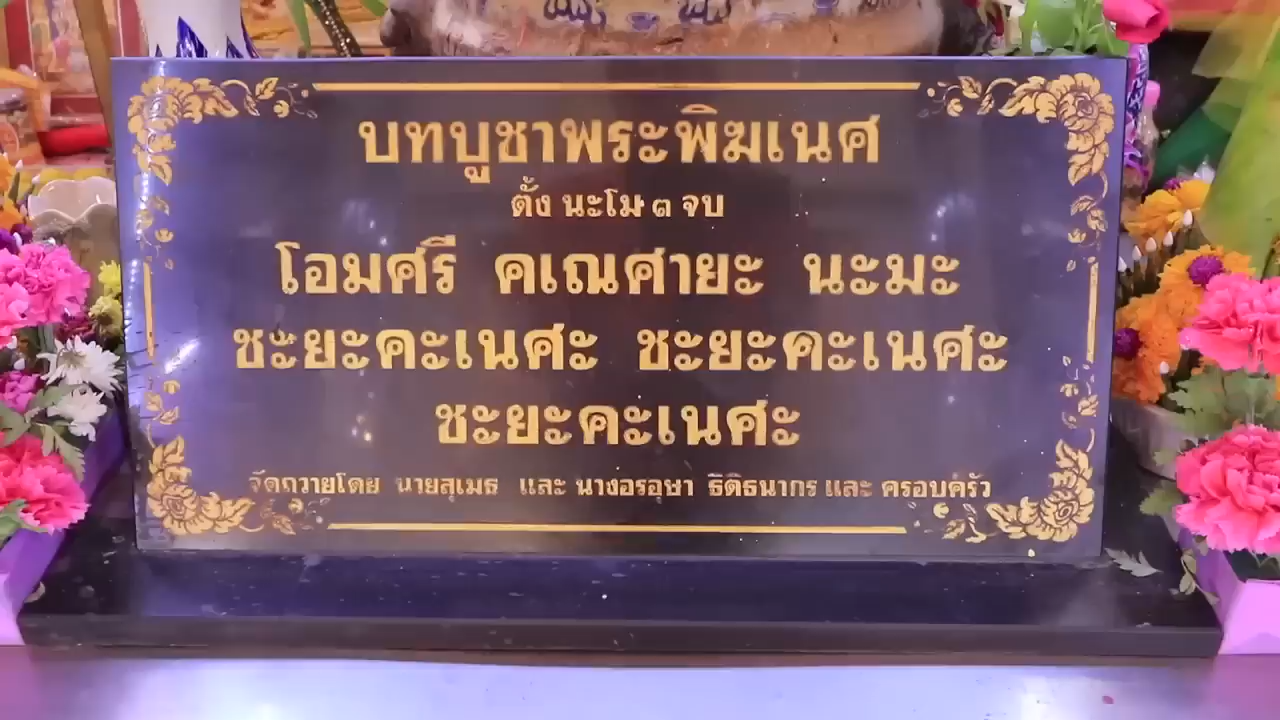 บทบูชาพระพิฆเนศ
ตั้ง นะโม ๓ จบ
โอมศรี คเณศายะ นะมะ
ชะยะคะเนศะ ชะยะคะเนศะ
ชะยะคะเนศะ
จัดถวายโดย นายสุเมธ และ นางอรอุษา ธิติธนากร และ ครอบครัว